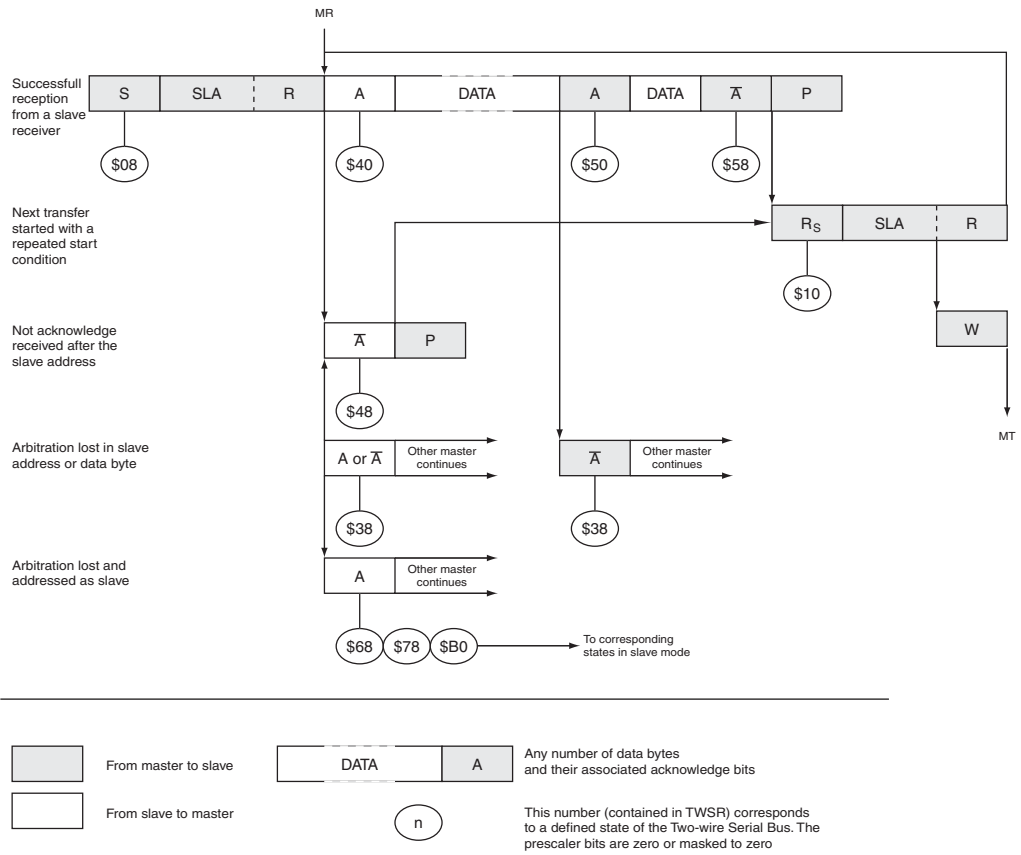 MR
Successfull
reception
from a slave
receiver
S SLA R A DATA A DATA A̅ P
$08 $40 $50 $58
Next transfer
started with a
repeated start
condition
RS SLA R
$10
W
MT
Not acknowledge
received after the
slave address
A̅ P
$48
Arbitration lost in slave
address or data byte
A or A̅
Other master
continues
A̅
Other master
continues
$38 $38
Arbitration lost and
addressed as slave
A
Other master
continues
$68 $78 $B0
To corresponding
states in slave mode
From master to slave
From slave to master
DATA A
Any number of data bytes
and their associated acknowledge bits
n
This number (contained in TWSR) corresponds
to a defined state of the Two-wire Serial Bus. The
prescaler bits are zero or masked to zero